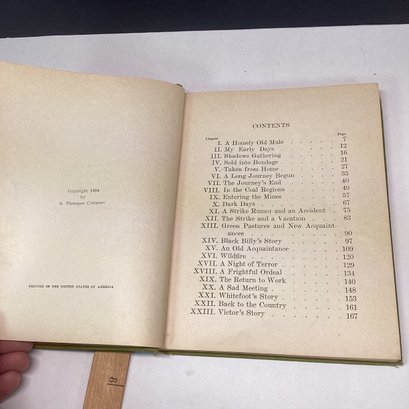 Copyright 1904
by
A. Flanagan Company
PRINTED IN THE UNITED STATES OF AMERICA
CONTENTS
Chapter Page
I. A Homely Old Mule 7
II. My Early Days 12
III. Shadows Gathering 16
IV. Sold into Bondage 21
V. Taken from Home 27
VI. A Long Journey Begun 33
VII. The Journey's End 40
VIII. In the Coal Regions 49
IX. Entering the Mines 57
X. Dark Days 67
XI. A Strike Rumor and an Accident 75
XII. The Strike and a Vacation 83
XIII. Green Pastures and New Acquaint-
ances 90
XIV. Black Billy's Story 97
XV. An Old Acquaintance 109
XVI. Wildfire 120
XVII. A Night of Terror 129
XVIII. A Frightful Ordeal 134
XIX. The Return to Work 140
XX. A Sad Meeting 148
XXI. Whitefoot's Story 153
XXII. Back to the Country 161
XXIII. Victor's Story 167
8